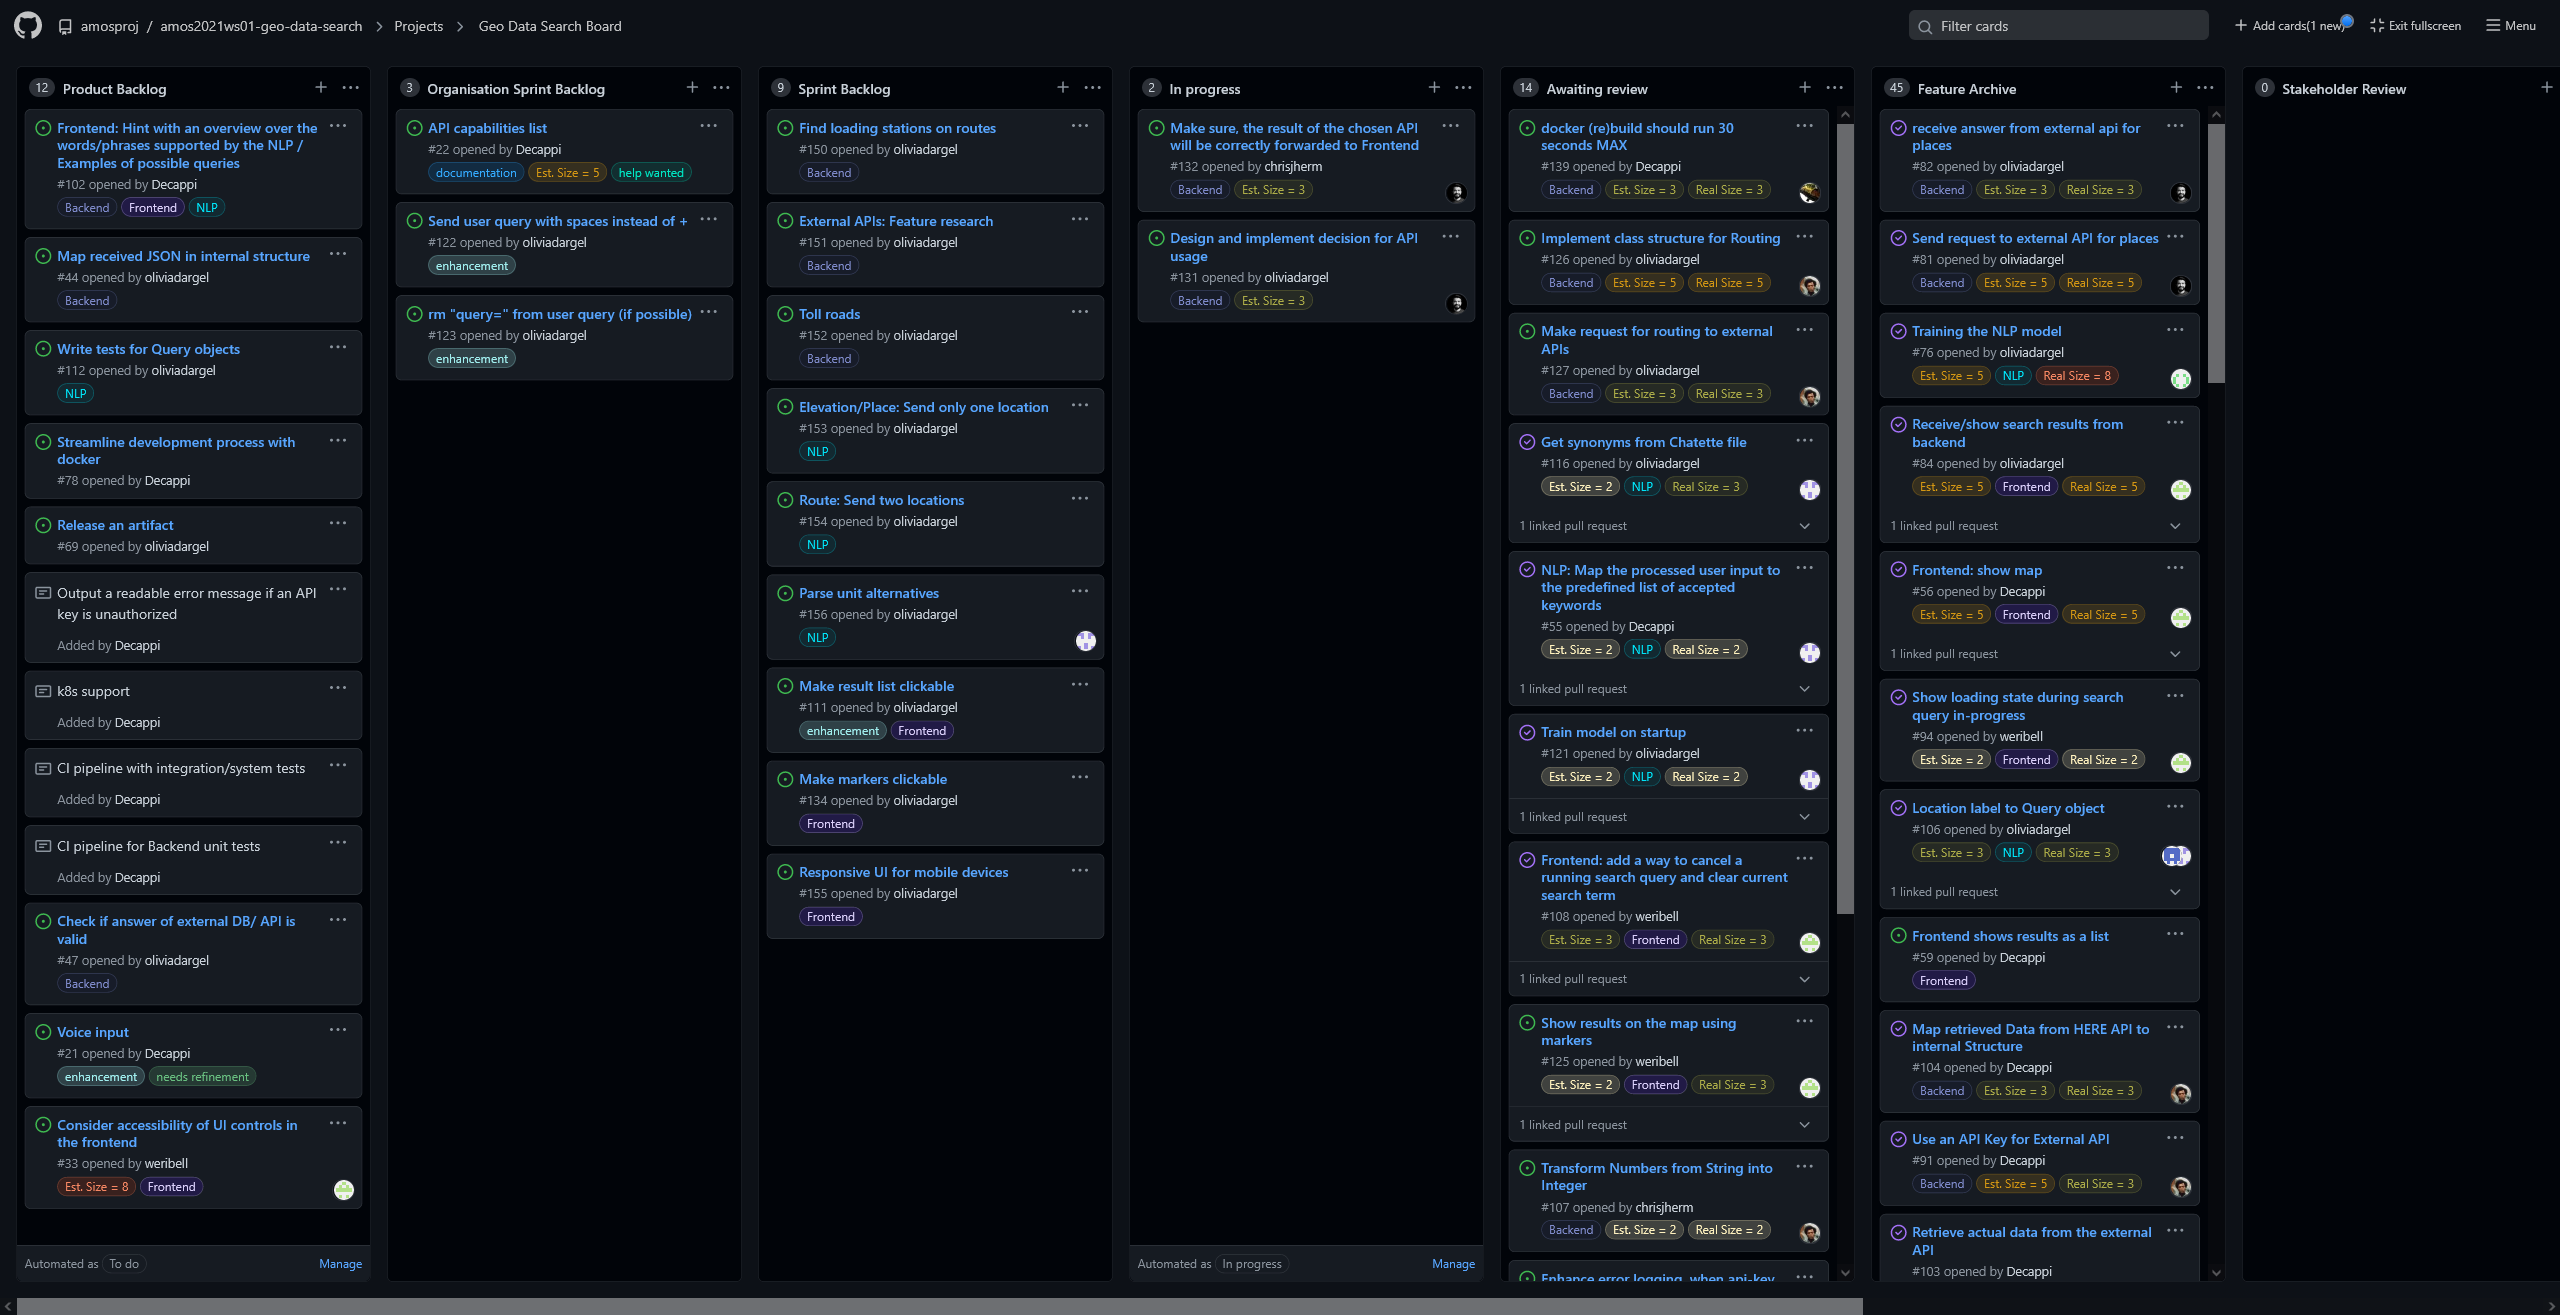 amosproj / amos2021ws01-geo-data-search > Projects > Geo Data Search Board
Filter cards
Add cards(1 new)
Exit fullscreen
Menu
12 Product Backlog
Frontend: Hint with an overview over the
words/phrases supported by the NLP /
Examples of possible queries
#102 opened by Decappi
Backend Frontend NLP
Map received JSON in internal structure
#44 opened by oliviadargel
Backend
Write tests for Query objects
#112 opened by oliviadargel
NLP
Streamline development process with
docker
#78 opened by Decappi
Release an artifact
#69 opened by oliviadargel
Output a readable error message if an API
key is unauthorized
Added by Decappi
k8s support
Added by Decappi
CI pipeline with integration/system tests
Added by Decappi
CI pipeline for Backend unit tests
Added by Decappi
Check if answer of external DB/ API is
valid
#47 opened by oliviadargel
Backend
Voice input
#21 opened by Decappi
enhancement needs refinement
Consider accessibility of UI controls in
the frontend
#33 opened by weribell
Est. Size = 8 Frontend
Automated as To do Manage
3 Organisation Sprint Backlog
API capabilities list
#22 opened by Decappi
documentation Est. Size = 5 help wanted
Send user query with spaces instead of +
#122 opened by oliviadargel
enhancement
rm "query=" from user query (if possible)
#123 opened by oliviadargel
enhancement
9 Sprint Backlog
Find loading stations on routes
#150 opened by oliviadargel
Backend
External APIs: Feature research
#151 opened by oliviadargel
Backend
Toll roads
#152 opened by oliviadargel
Backend
Elevation/Place: Send only one location
#153 opened by oliviadargel
NLP
Route: Send two locations
#154 opened by oliviadargel
NLP
Parse unit alternatives
#156 opened by oliviadargel
NLP
Make result list clickable
#111 opened by oliviadargel
enhancement Frontend
Make markers clickable
#134 opened by oliviadargel
Frontend
Responsive UI for mobile devices
#155 opened by oliviadargel
Frontend
2 In progress
Make sure, the result of the chosen API
will be correctly forwarded to Frontend
#132 opened by chrisjherm
Backend Est. Size = 3
Design and implement decision for API
usage
#131 opened by oliviadargel
Backend Est. Size = 3
Automated as In progress Manage
14 Awaiting review
docker (re)build should run 30
seconds MAX
#139 opened by Decappi
Backend Est. Size = 3 Real Size = 3
Implement class structure for Routing
#126 opened by oliviadargel
Backend Est. Size = 5 Real Size = 5
Make request for routing to external
APIs
#127 opened by oliviadargel
Backend Est. Size = 3 Real Size = 3
Get synonyms from Chatette file
#116 opened by oliviadargel
Est. Size = 2 NLP Real Size = 3
1 linked pull request
NLP: Map the processed user input to
the predefined list of accepted
keywords
#55 opened by Decappi
Est. Size = 2 NLP Real Size = 2
1 linked pull request
Train model on startup
#121 opened by oliviadargel
Est. Size = 2 NLP Real Size = 2
1 linked pull request
Frontend: add a way to cancel a
running search query and clear current
search term
#108 opened by weribell
Est. Size = 3 Frontend Real Size = 3
1 linked pull request
Show results on the map using
markers
#125 opened by weribell
Est. Size = 2 Frontend Real Size = 3
1 linked pull request
Transform Numbers from String into
Integer
#107 opened by chrisjherm
Backend Est. Size = 2 Real Size = 2
Enhance error logging, when api-key
45 Feature Archive
receive answer from external api for
places
#82 opened by oliviadargel
Backend Est. Size = 3 Real Size = 3
Send request to external API for places
#81 opened by oliviadargel
Backend Est. Size = 5 Real Size = 5
Training the NLP model
#76 opened by oliviadargel
Est. Size = 5 NLP Real Size = 8
Receive/show search results from
backend
#84 opened by oliviadargel
Est. Size = 5 Frontend Real Size = 5
1 linked pull request
Frontend: show map
#56 opened by Decappi
Est. Size = 5 Frontend Real Size = 5
1 linked pull request
Show loading state during search
query in-progress
#94 opened by weribell
Est. Size = 2 Frontend Real Size = 2
Location label to Query object
#106 opened by oliviadargel
Est. Size = 3 NLP Real Size = 3
1 linked pull request
Frontend shows results as a list
#59 opened by Decappi
Frontend
Map retrieved Data from HERE API to
internal Structure
#104 opened by Decappi
Backend Est. Size = 3 Real Size = 3
Use an API Key for External API
#91 opened by Decappi
Backend Est. Size = 5 Real Size = 3
Retrieve actual data from the external
API
#103 opened by Decappi
0 Stakeholder Review